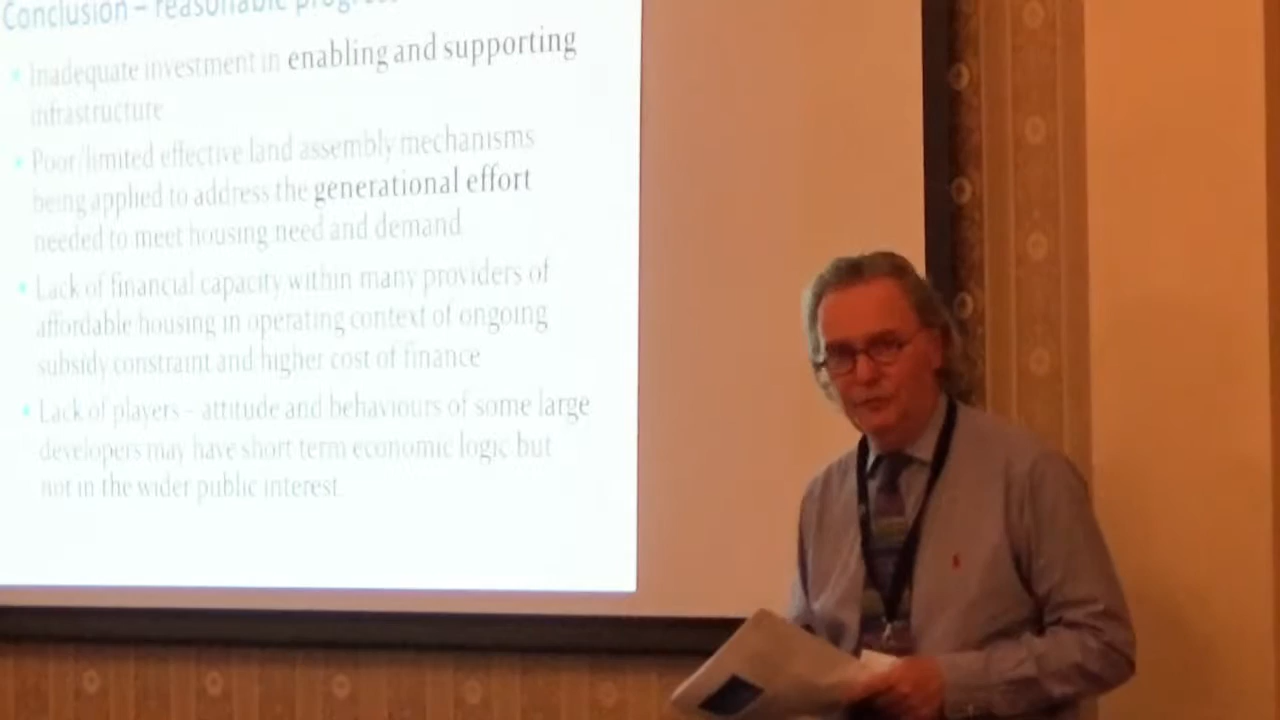 Conclusion – reasonable progress
Inadequate investment in enabling and supporting
infrastructure
Poor/limited effective land assembly mechanisms
being applied to address the generational effort
needed to meet housing need and demand
Lack of financial capacity within many providers of
affordable housing in operating context of ongoing
subsidy constraint and higher cost of finance
Lack of players – attitude and behaviours of some large
developers may have short term economic logic but
not in the wider public interest.